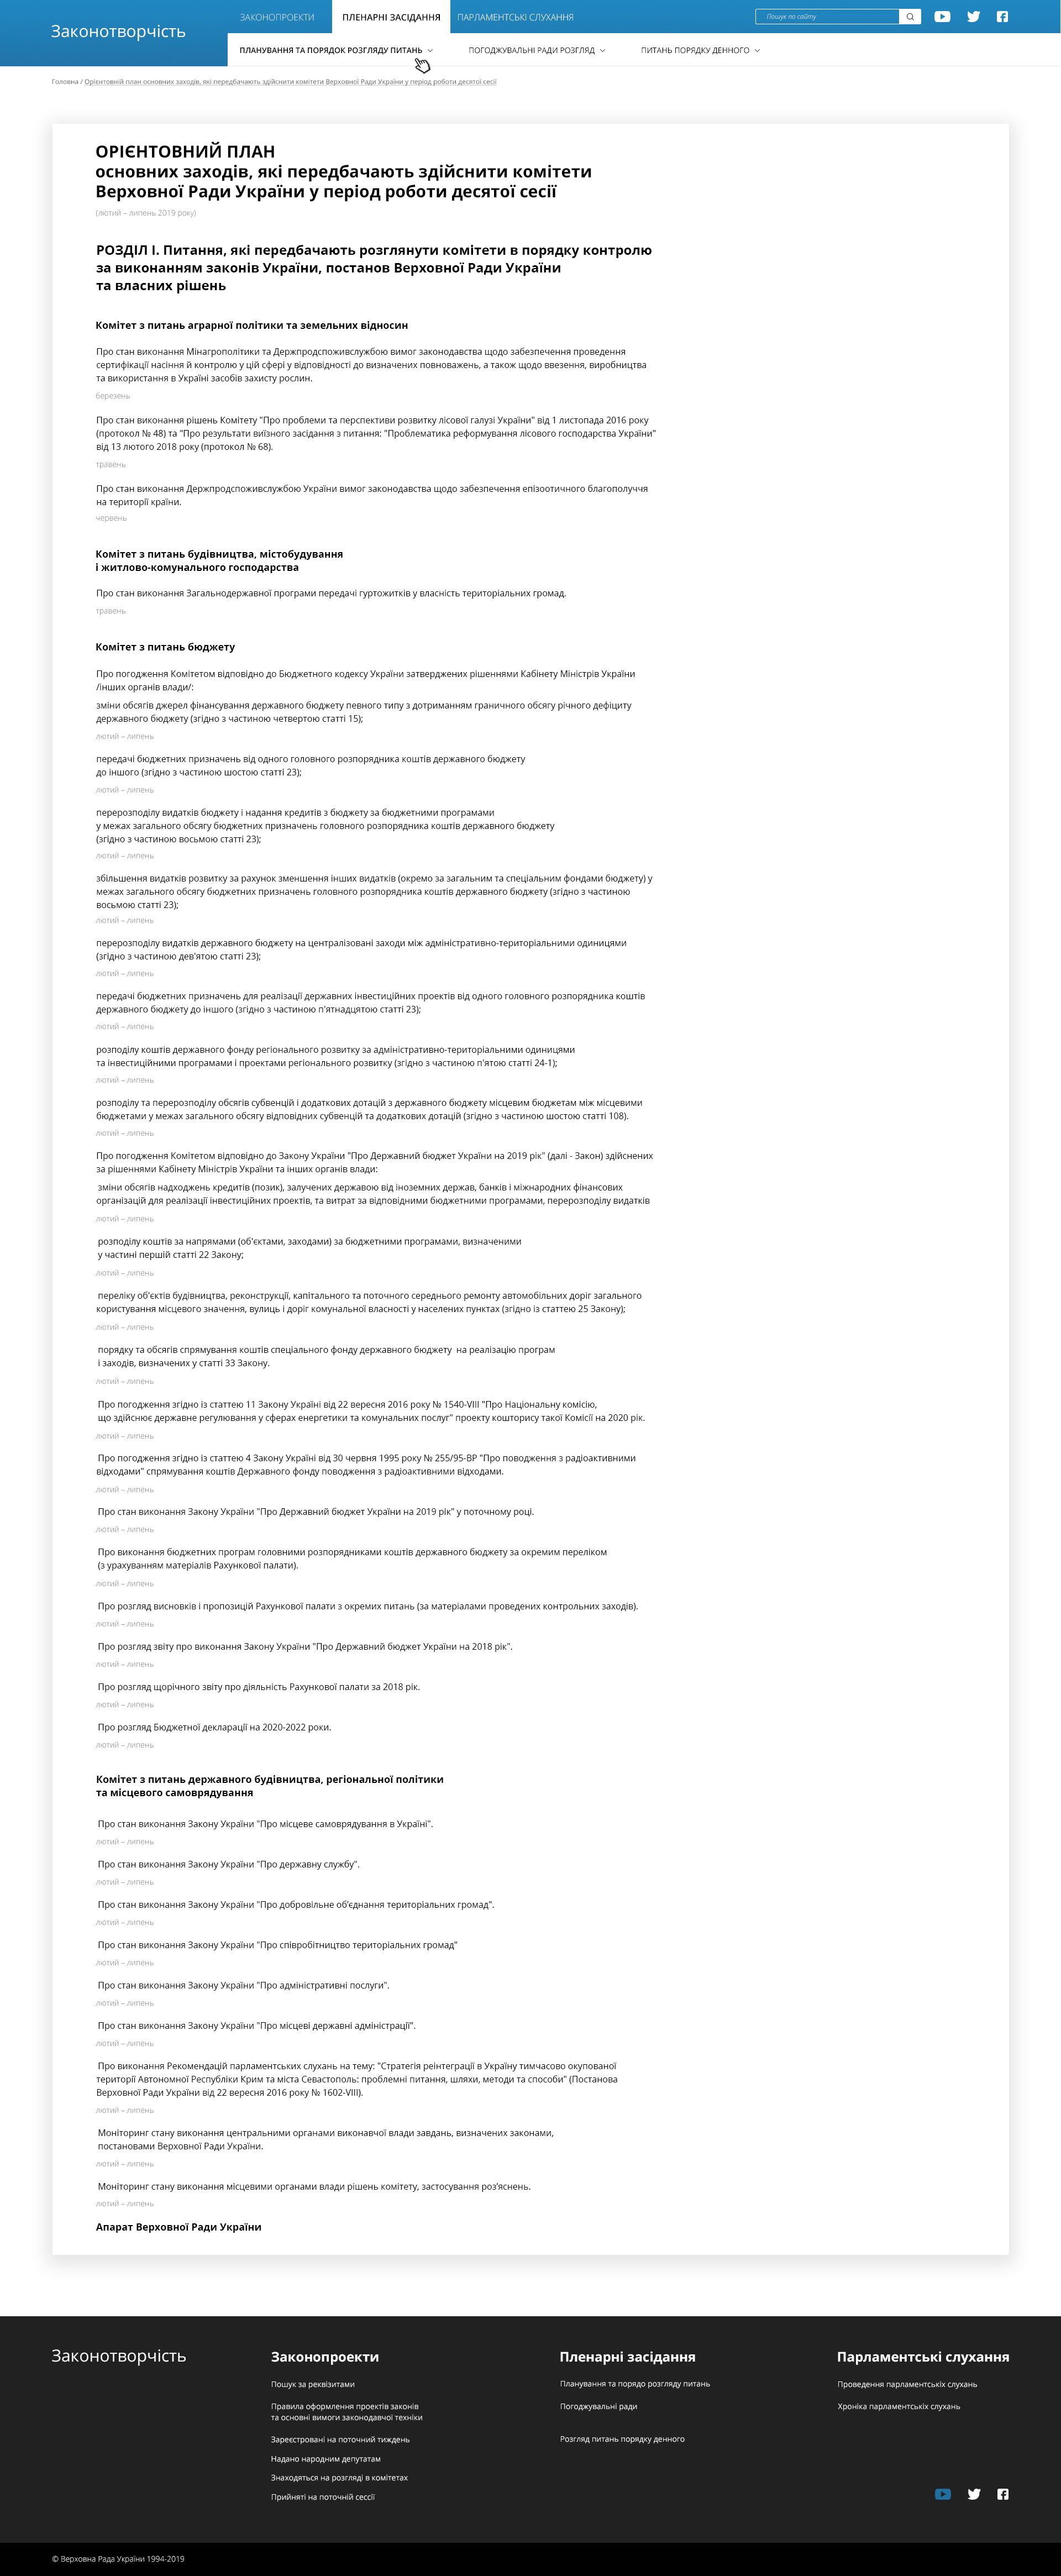 Законотворчість
ЗАКОНОПРОЕКТИ
ПЛЕНАРНІ ЗАСІДАННЯ
ПАРЛАМЕНТСЬКІ СЛУХАННЯ
Пошук по сайту
ПЛАНУВАННЯ ТА ПОРЯДОК РОЗГЛЯДУ ПИТАНЬ
ПОГОДЖУВАЛЬНІ РАДИ РОЗГЛЯД
ПИТАНЬ ПОРЯДКУ ДЕННОГО
Головна / Орієнтовний план основних заходів, які передбачають здійснити комітети Верховної Ради України у період роботи десятої сесії
ОРІЄНТОВНИЙ ПЛАН
основних заходів, які передбачають здійснити комітети
Верховної Ради України у період роботи десятої сесії
(лютий – липень 2019 року)
РОЗДІЛ І. Питання, які передбачають розглянути комітети в порядку контролю
за виконанням законів України, постанов Верховної Ради України
та власних рішень
Комітет з питань аграрної політики та земельних відносин
Про стан виконання Мінагрополітики та Держпродспоживслужбою вимог законодавства щодо забезпечення проведення
сертифікації насіння й контролю у цій сфері у відповідності до визначених повноважень, а також щодо ввезення, виробництва
та використання в Україні засобів захисту рослин.
березень
Про стан виконання рішень Комітету "Про проблеми та перспективи розвитку лісової галузі України" від 1 листопада 2016 року
(протокол № 48) та "Про результати виїзного засідання з питання: "Проблематика реформування лісового господарства України"
від 13 лютого 2018 року (протокол № 68).
травень
Про стан виконання Держпродспоживслужбою України вимог законодавства щодо забезпечення епізоотичного благополуччя
на території країни.
червень
Комітет з питань будівництва, містобудування
і житлово-комунального господарства
Про стан виконання Загальнодержавної програми передачі гуртожитків у власність територіальних громад.
травень
Комітет з питань бюджету
Про погодження Комітетом відповідно до Бюджетного кодексу України затверджених рішеннями Кабінету Міністрів України
/інших органів влади/:
зміни обсягів джерел фінансування державного бюджету певного типу з дотриманням граничного обсягу річного дефіциту
державного бюджету (згідно з частиною четвертою статті 15);
лютий – липень
передачі бюджетних призначень від одного головного розпорядника коштів державного бюджету
до іншого (згідно з частиною шостою статті 23);
лютий – липень
перерозподілу видатків бюджету і надання кредитів з бюджету за бюджетними програмами
у межах загального обсягу бюджетних призначень головного розпорядника коштів державного бюджету
(згідно з частиною восьмою статті 23);
лютий – липень
збільшення видатків розвитку за рахунок зменшення інших видатків (окремо за загальним та спеціальним фондами бюджету) у
межах загального обсягу бюджетних призначень головного розпорядника коштів державного бюджету (згідно з частиною
восьмою статті 23);
лютий – липень
перерозподілу видатків державного бюджету на централізовані заходи між адміністративно-територіальними одиницями
(згідно з частиною дев'ятою статті 23);
лютий – липень
передачі бюджетних призначень для реалізації державних інвестиційних проектів від одного головного розпорядника коштів
державного бюджету до іншого (згідно з частиною п'ятнадцятою статті 23);
лютий – липень
розподілу коштів державного фонду регіонального розвитку за адміністративно-територіальними одиницями
та інвестиційними програмами і проектами регіонального розвитку (згідно з частиною п'ятою статті 24-1);
лютий – липень
розподілу та перерозподілу обсягів субвенцій і додаткових дотацій з державного бюджету місцевим бюджетам між місцевими
бюджетами у межах загального обсягу відповідних субвенцій та додаткових дотацій (згідно з частиною шостою статті 108).
лютий – липень
Про погодження Комітетом відповідно до Закону України "Про Державний бюджет України на 2019 рік" (далі - Закон) здійснених
за рішеннями Кабінету Міністрів України та інших органів влади:
зміни обсягів надходжень кредитів (позик), залучених державою від іноземних держав, банків і міжнародних фінансових
організацій для реалізації інвестиційних проектів, та витрат за відповідними бюджетними програмами, перерозподілу видатків
лютий – липень
розподілу коштів за напрямами (об'єктами, заходами) за бюджетними програмами, визначеними
у частині першій статті 22 Закону;
лютий – липень
переліку об'єктів будівництва, реконструкції, капітального та поточного середнього ремонту автомобільних доріг загального
користування місцевого значення, вулиць і доріг комунальної власності у населених пунктах (згідно із статтею 25 Закону);
лютий – липень
порядку та обсягів спрямування коштів спеціального фонду державного бюджету на реалізацію програм
і заходів, визначених у статті 33 Закону.
лютий – липень
Про погодження згідно із статтею 11 Закону Україні від 22 вересня 2016 року № 1540-VIII "Про Національну комісію,
що здійснює державне регулювання у сферах енергетики та комунальних послуг" проекту кошторису такої Комісії на 2020 рік.
лютий – липень
Про погодження згідно із статтею 4 Закону Україні від 30 червня 1995 року № 255/95-ВР "Про поводження з радіоактивними
відходами" спрямування коштів Державного фонду поводження з радіоактивними відходами.
лютий – липень
Про стан виконання Закону України "Про Державний бюджет України на 2019 рік" у поточному році.
лютий – липень
Про виконання бюджетних програм головними розпорядниками коштів державного бюджету за окремим переліком
(з урахуванням матеріалів Рахункової палати).
лютий – липень
Про розгляд висновків і пропозицій Рахункової палати з окремих питань (за матеріалами проведених контрольних заходів).
лютий – липень
Про розгляд звіту про виконання Закону України "Про Державний бюджет України на 2018 рік".
лютий – липень
Про розгляд щорічного звіту про діяльність Рахункової палати за 2018 рік.
лютий – липень
Про розгляд Бюджетної декларації на 2020-2022 роки.
лютий – липень
Комітет з питань державного будівництва, регіональної політики
та місцевого самоврядування
Про стан виконання Закону України "Про місцеве самоврядування в Україні".
лютий – липень
Про стан виконання Закону України "Про державну службу".
лютий – липень
Про стан виконання Закону України "Про добровільне об'єднання територіальних громад".
лютий – липень
Про стан виконання Закону України "Про співробітництво територіальних громад"
лютий – липень
Про стан виконання Закону України "Про адміністративні послуги".
лютий – липень
Про стан виконання Закону України "Про місцеві державні адміністрації".
лютий – липень
Про виконання Рекомендацій парламентських слухань на тему: "Стратегія реінтеграції в Україну тимчасово окупованої
території Автономної Республіки Крим та міста Севастополь: проблемні питання, шляхи, методи та способи" (Постанова
Верховної Ради України від 22 вересня 2016 року № 1602-VIII).
лютий – липень
Моніторинг стану виконання центральними органами виконавчої влади завдань, визначених законами,
постановами Верховної Ради України.
лютий – липень
Моніторинг стану виконання місцевими органами влади рішень комітету, застосування роз'яснень.
лютий – липень
Апарат Верховної Ради України
Законотворчість
Законопроекти
Пошук за реквізитами
Правила оформлення проектів законів
та основні вимоги законодавчої техніки
Зареєстровані на поточний тиждень
Надано народним депутатам
Знаходяться на розгляді в комітетах
Прийняті на поточній сессії
Пленарні засідання
Планування та порядо розгляду питань
Погоджувальні ради
Розгляд питань порядку денного
Парламентські слухання
Проведення парламентськіх слухань
Хроніка парламентськіх слухань
© Верховна Рада України 1994-2019